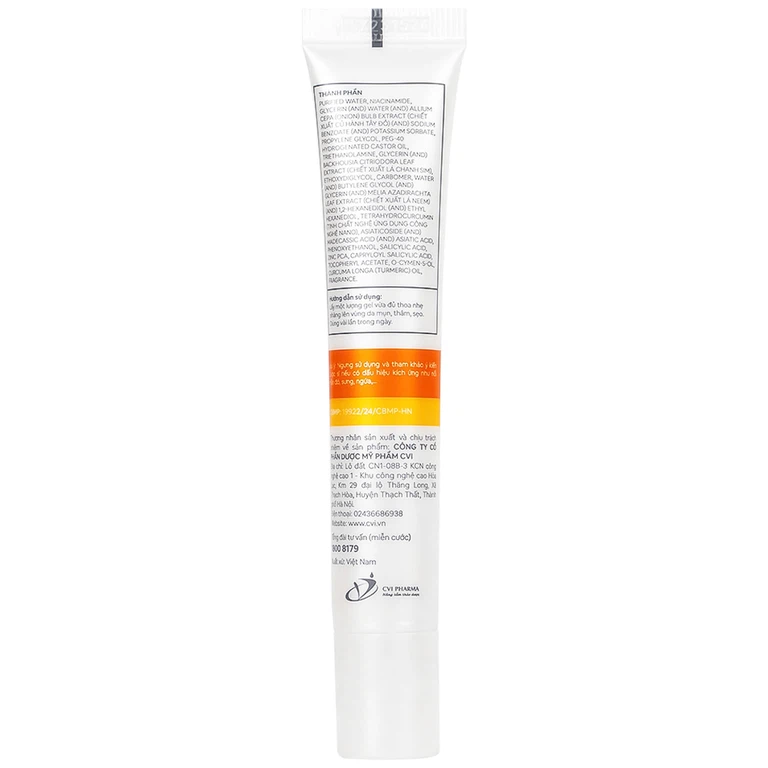 THÀNH PHẦN
PURIFIED WATER, NIACINAMIDE,
GLYCERIN (AND) WATER (AND) ALLIUM
CEPA (ONION) BULB EXTRACT (CHIẾT
XUẤT CỦ HÀNH TÂY ĐỎ) (AND) SODIUM
BENZOATE (AND) POTASSIUM SORBATE,
PROPYLENE GLYCOL, PEG-40
HYDROGENATED CASTOR OIL,
TRIETHANOLAMINE, GLYCERIN (AND)
BACKHOUSIA CITRIODORA LEAF
EXTRACT (CHIẾT XUẤT LÁ CHANH SIM),
ETHOXYDIGLYCOL, CARBOMER, WATER
(AND) BUTYLENE GLYCOL (AND)
GLYCERIN (AND) MELIA AZADIRACHTA
LEAF EXTRACT (CHIẾT XUẤT LÁ NEEM)
(AND) 1,2-HEXANEDIOL (AND) ETHYL
HEXANEDIOL, TETRAHYDROCURCUMIN
(TINH CHẤT NGHỆ ỨNG DỤNG CÔNG
NGHỆ NANO), ASIATICOSIDE (AND)
MADECASSIC ACID (AND) ASIATIC ACID,
PHENOXYETHANOL, SALICYLIC ACID,
ZINC PCA, CAPRYLOYL SALICYLIC ACID,
TOCOPHERYL ACETATE, O-CYMEN-5-OL,
CURCUMA LONGA (TURMERIC) OIL,
FRAGRANCE.
Hướng dẫn sử dụng:
Lấy một lượng gel vừa đủ thoa nhẹ
nhàng lên vùng da mụn, thâm, sẹo.
Dùng vài lần trong ngày.
ý: Ngưng sử dụng và tham khảo ý kiến
sĩ nếu có dấu hiệu kích ứng như nổi
đỏ, sưng, ngứa,...
CBMP: 19922/24/CBMP-HN
Thương nhân sản xuất và chịu trách
nhiệm về sản phẩm: CÔNG TY CỔ
PHẦN DƯỢC MỸ PHẨM CVI
Địa chỉ: Lô đất CN1-08B-3 KCN công
nghệ cao 1 - Khu công nghệ cao Hòa
Lạc, Km 29 đại lộ Thăng Long, Xã
Thạch Hòa, Huyện Thạch Thất, Thành
phố Hà Nội.
Điện thoại: 02436686938
Website: www.cvi.vn
Tổng đài tư vấn (miễn cước)
1800 8179
Xuất xứ: Việt Nam
CVI PHARMA
Nâng tầm thảo dược